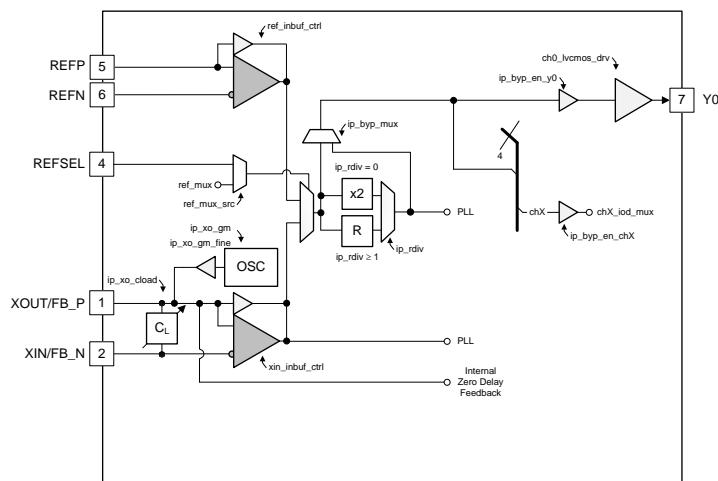 ref_inbuf_ctrl
REFP 5
REFN 6
ch0_lvcmos_drv
ip_byp_en_y0
7 Y0
ip_byp_mux
4
REFSEL 4
ref_mux
ref_mux_src
ip_rdiv = 0
x2
R
ip_rdiv ≥ 1
ip_rdiv
PLL
chX
chX_iod_mux
ip_byp_en_chX
ip_xo_gm
ip_xo_gm_fine
OSC
ip_xo_cload
XOUT/FB_P 1
CL
XIN/FB_N 2
xin_inbuf_ctrl
PLL
Internal
Zero Delay
Feedback